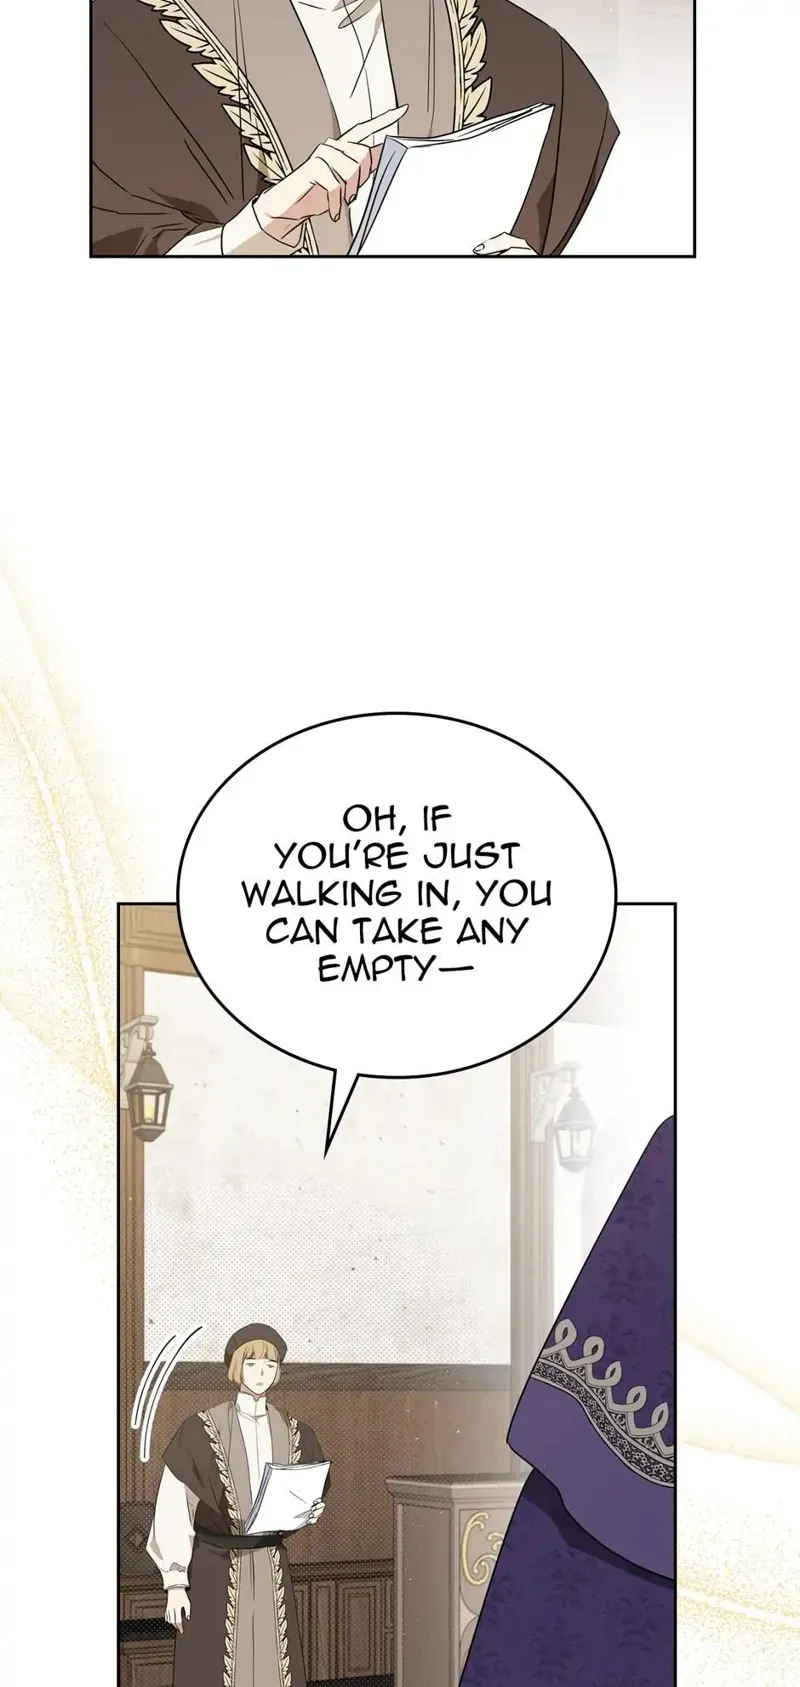 OH, IF
YOU'RE JUST
WALKING IN, YOU
CAN TAKE ANY
EMPTY—